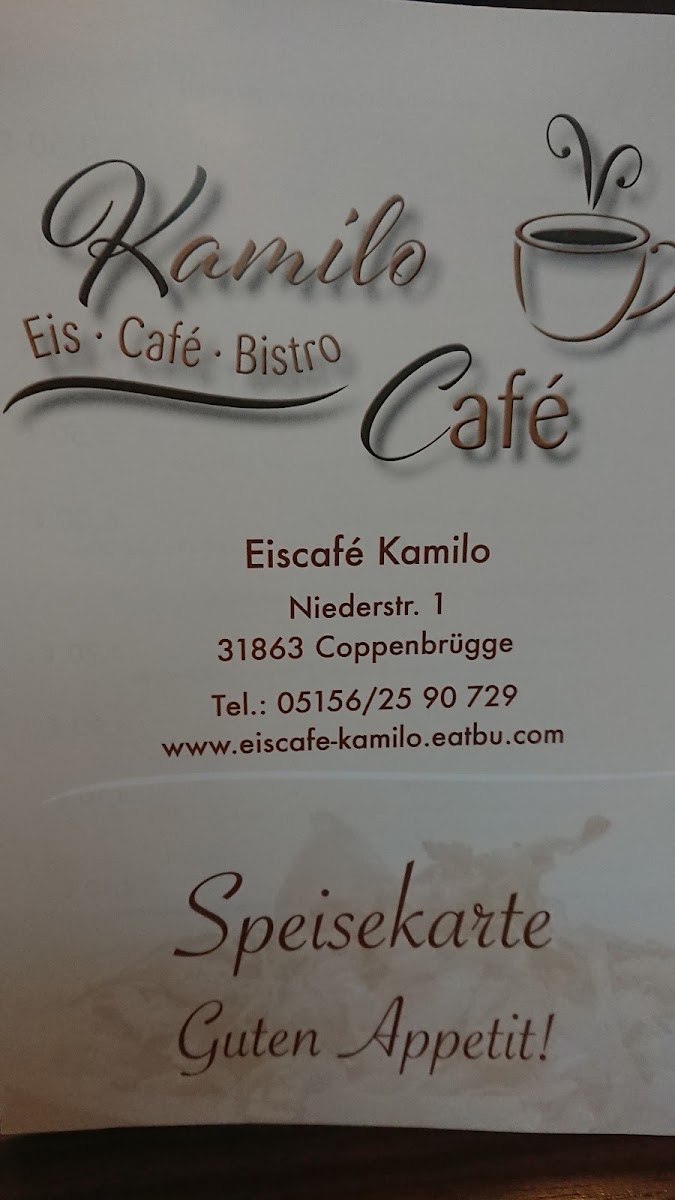 Kamilo
Eis · Café · Bistro
Café
Eiscafé Kamilo
Niederstr. 1
31863 Coppenbrügge
Tel.: 05156/25 90 729
www.eiscafe-kamilo.eatbu.com
Speisekarte
Guten Appetit!